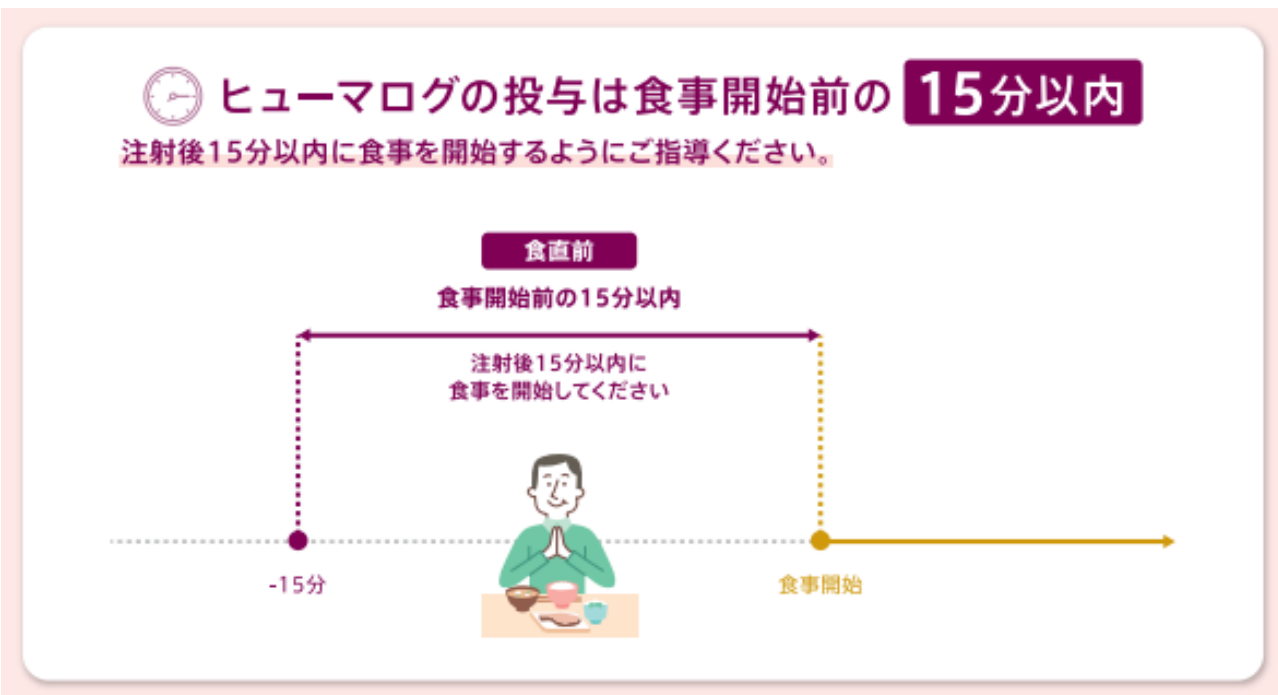 ヒューマログの投与は食事開始前の 15分以内
注射後15分以内に食事を開始するようにご指導ください。
食直前
食事開始前の15分以内
注射後15分以内に
食事を開始してください
-15分
食事開始